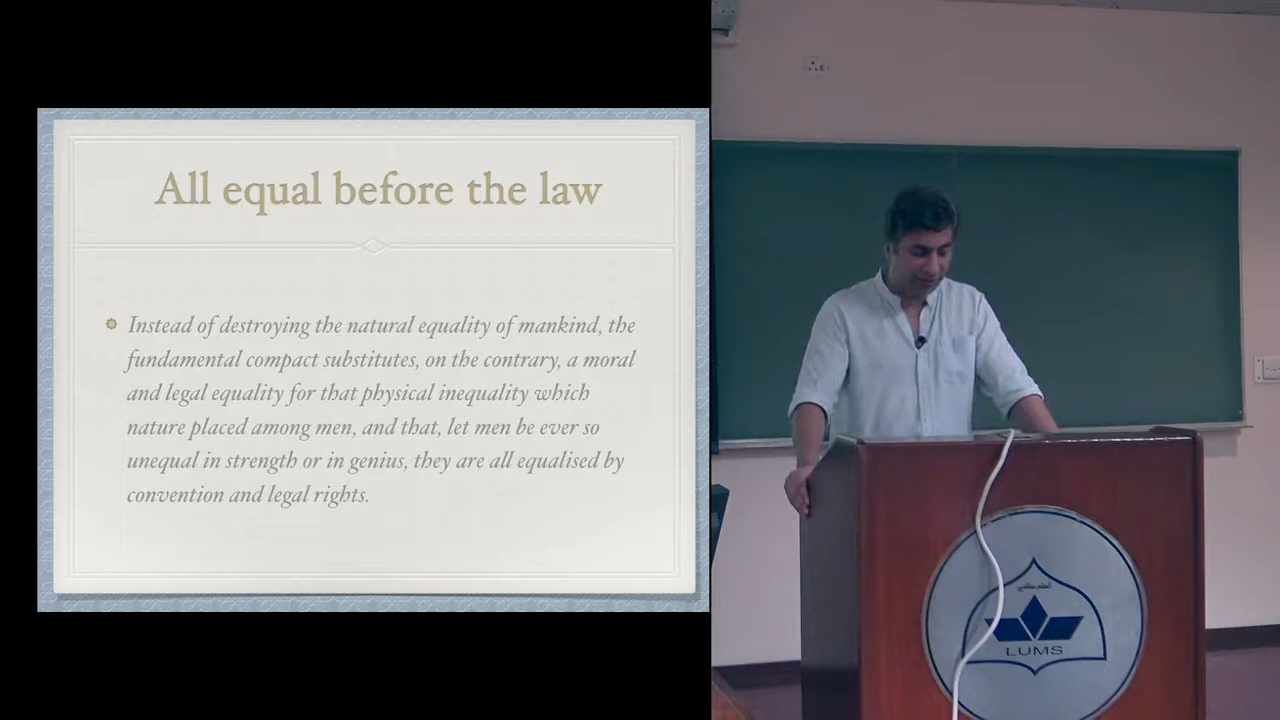 All equal before the law
Instead of destroying the natural equality of mankind, the
fundamental compact substitutes, on the contrary, a moral
and legal equality for that physical inequality which
nature placed among men, and that, let men be ever so
unequal in strength or in genius, they are all equalised by
convention and legal rights.
LUMS